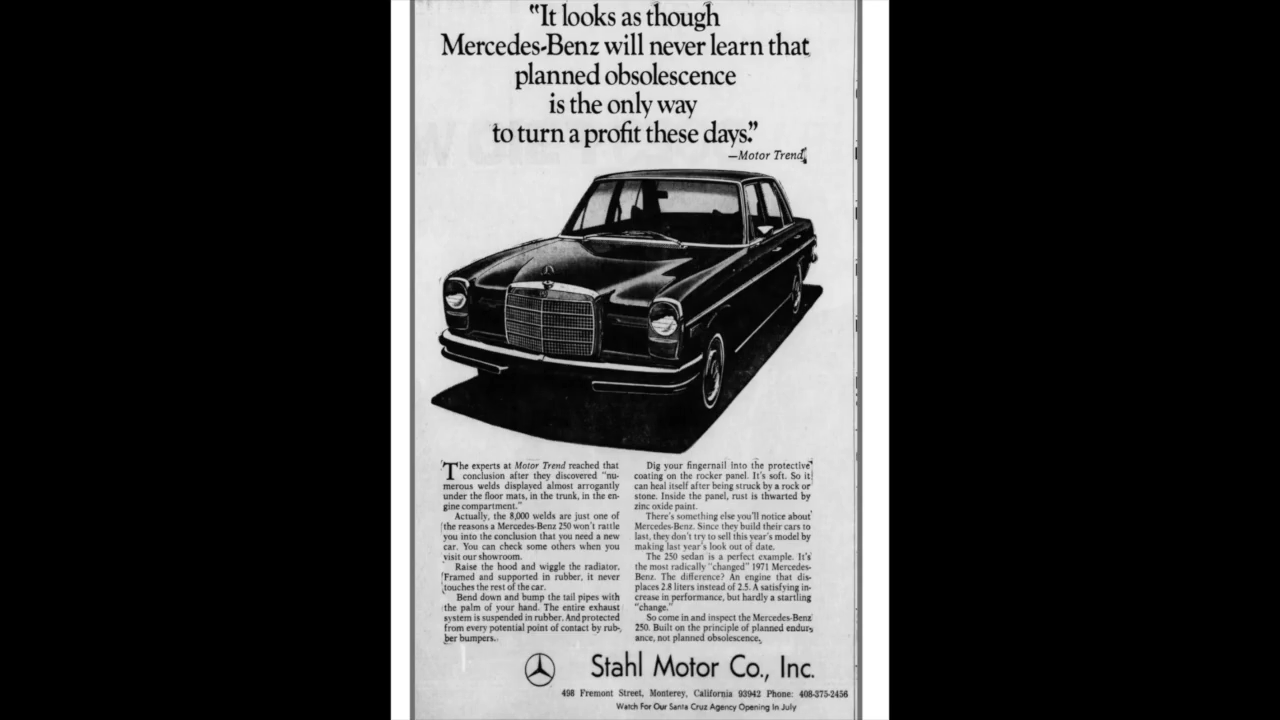 "It looks as though
Mercedes-Benz will never learn that
planned obsolescence
is the only way
to turn a profit these days."
—Motor Trend
The experts at Motor Trend reached that
conclusion after they discovered "nu-
merous welds displayed almost arrogantly
under the floor mats, in the trunk, in the en-
gine compartment."
Actually, the 8,000 welds are just one of
the reasons a Mercedes-Benz 250 won't rattle
you into the conclusion that you need a new
car. You can check some others when you
visit our showroom.
Raise the hood and wiggle the radiator.
Framed and supported in rubber, it never
touches the rest of the car.
Bend down and bump the tail pipes with
the palm of your hand. The entire exhaust
system is suspended in rubber. And protected
from every potential point of contact by rub-
ber bumpers.
Dig your fingernail into the protective
coating on the rocker panel. It's soft. So it
can heal itself after being struck by a rock or
stone. Inside the panel, rust is thwarted by
zinc oxide paint.
There's something else you'll notice about
Mercedes-Benz. Since they build their cars to
last, they don't try to sell this year's model by
making last year's look out of date.
The 250 sedan is a perfect example. It's
the most radically "changed" 1971 Mercedes-
Benz. The difference? An engine that dis-
places 2.8 liters instead of 2.5. A satisfying in-
crease in performance, but hardly a startling
"change."
So come in and inspect the Mercedes-Benz
250. Built on the principle of planned endur-
ance, not planned obsolescence.
Stahl Motor Co., Inc.
498 Fremont Street, Monterey, California 93942 Phone: 408-375-2456
Watch For Our Santa Cruz Agency Opening In July